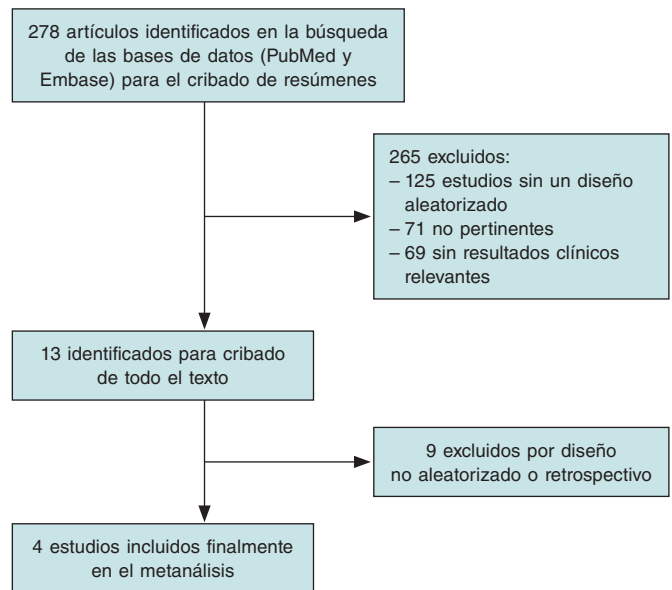 278 artículos identificados en la búsqueda
de las bases de datos (PubMed y
Embase) para el cribado de resúmenes
265 excluidos:
– 125 estudios sin un diseño
aleatorizado
– 71 no pertinentes
– 69 sin resultados clínicos
relevantes
13 identificados para cribado
de todo el texto
9 excluidos por diseño
no aleatorizado o retrospectivo
4 estudios incluidos finalmente
en el metanálisis